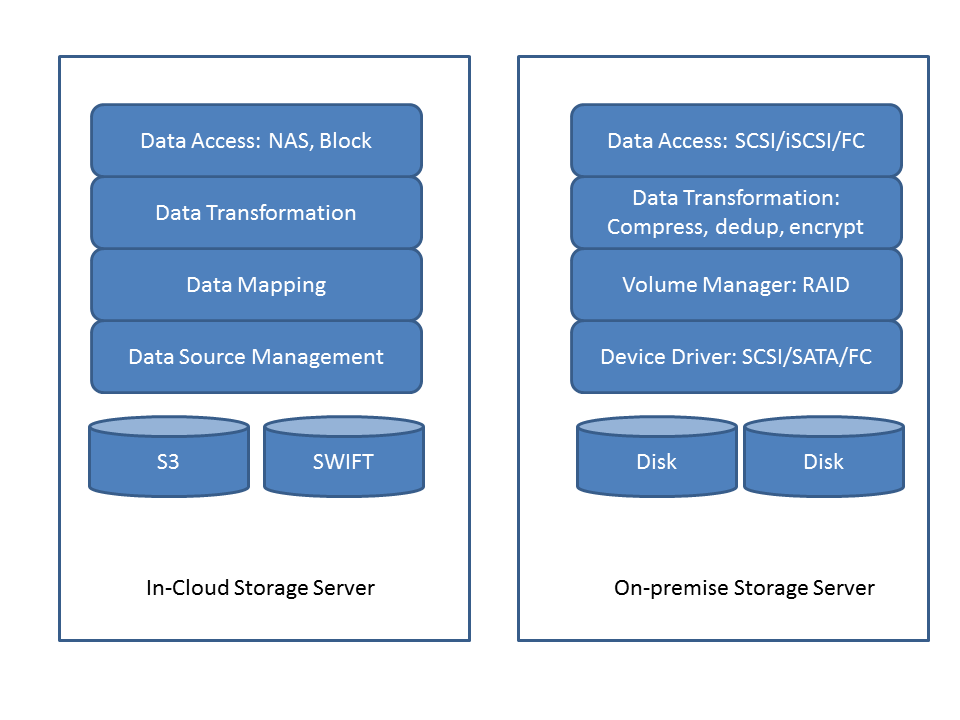 Data Access: NAS, Block
Data Transformation
Data Mapping
Data Source Management
S3
SWIFT
In-Cloud Storage Server
Data Access: SCSI/iSCSI/FC
Data Transformation:
Compress, dedup, encrypt
Volume Manager: RAID
Device Driver: SCSI/SATA/FC
Disk
Disk
On-premise Storage Server